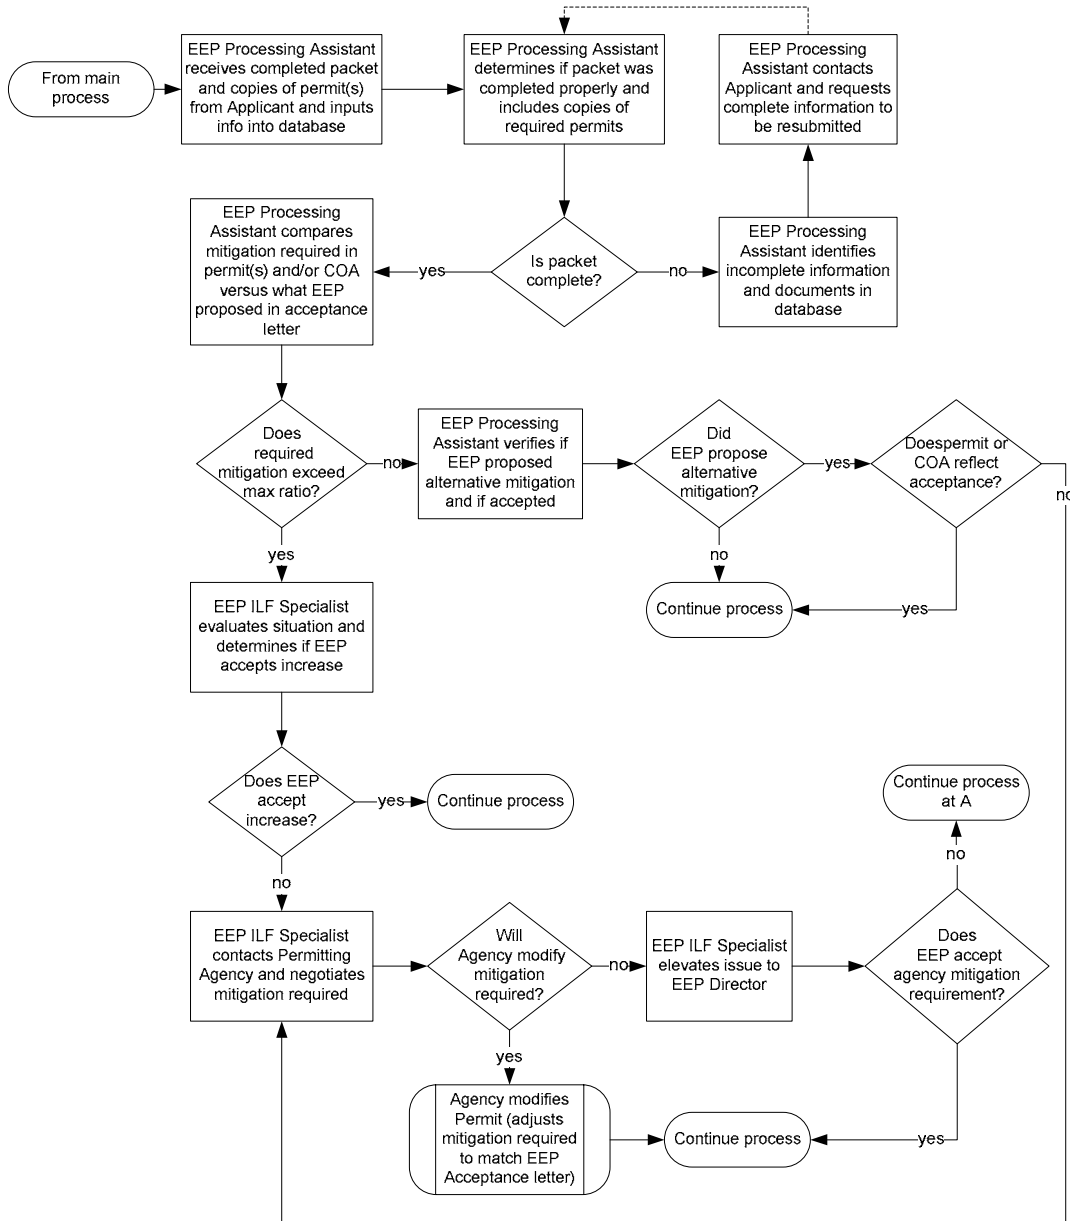 From main
process
EEP Processing Assistant
receives completed packet
and copies of permit(s)
from Applicant and inputs
info into database
EEP Processing Assistant
determines if packet was
completed properly and
includes copies of
required permits
EEP Processing
Assistant contacts
Applicant and requests
complete information to
be resubmitted
EEP Processing
Assistant compares
mitigation required in
permit(s) and/or COA
versus what EEP
proposed in acceptance
letter
yes
Is packet
complete?
no
EEP Processing
Assistant identifies
incomplete information
and documents in
database
Does
required
mitigation exceed
max ratio?
no
EEP Processing
Assistant verifies if
EEP proposed
alternative mitigation
and if accepted
Did
EEP propose
alternative
mitigation?
yes
Doespermit or
COA reflect
acceptance?
no
yes
no
Continue process
yes
EEP ILF Specialist
evaluates situation and
determines if EEP
accepts increase
Does EEP
accept
increase?
yes
Continue process
Continue process
at A
no
no
EEP ILF Specialist
contacts Permitting
Agency and negotiates
mitigation required
Will
Agency modify
mitigation
required?
no
EEP ILF Specialist
elevates issue to
EEP Director
Does
EEP accept
agency mitigation
requirement?
yes
Agency modifies
Permit (adjusts
mitigation required
to match EEP
Acceptance letter)
Continue process
yes